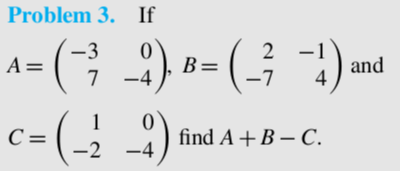 Problem 3. If
A = ( −3 0 7 −4 ), B = ( 2 −1 −7 4 ) and
C = ( 1 0 −2 −4 ) find A + B − C.